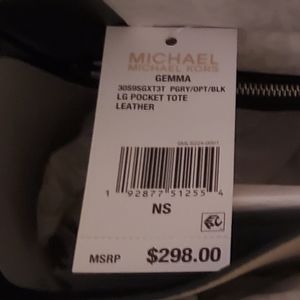 MICHAEL
MICHAEL KORS
GEMMA
30S9SGXT3T PGRY/OPT/BLK
LG POCKET TOTE
LEATHER
1 92877 51255 4
NS
MSRP $298.00